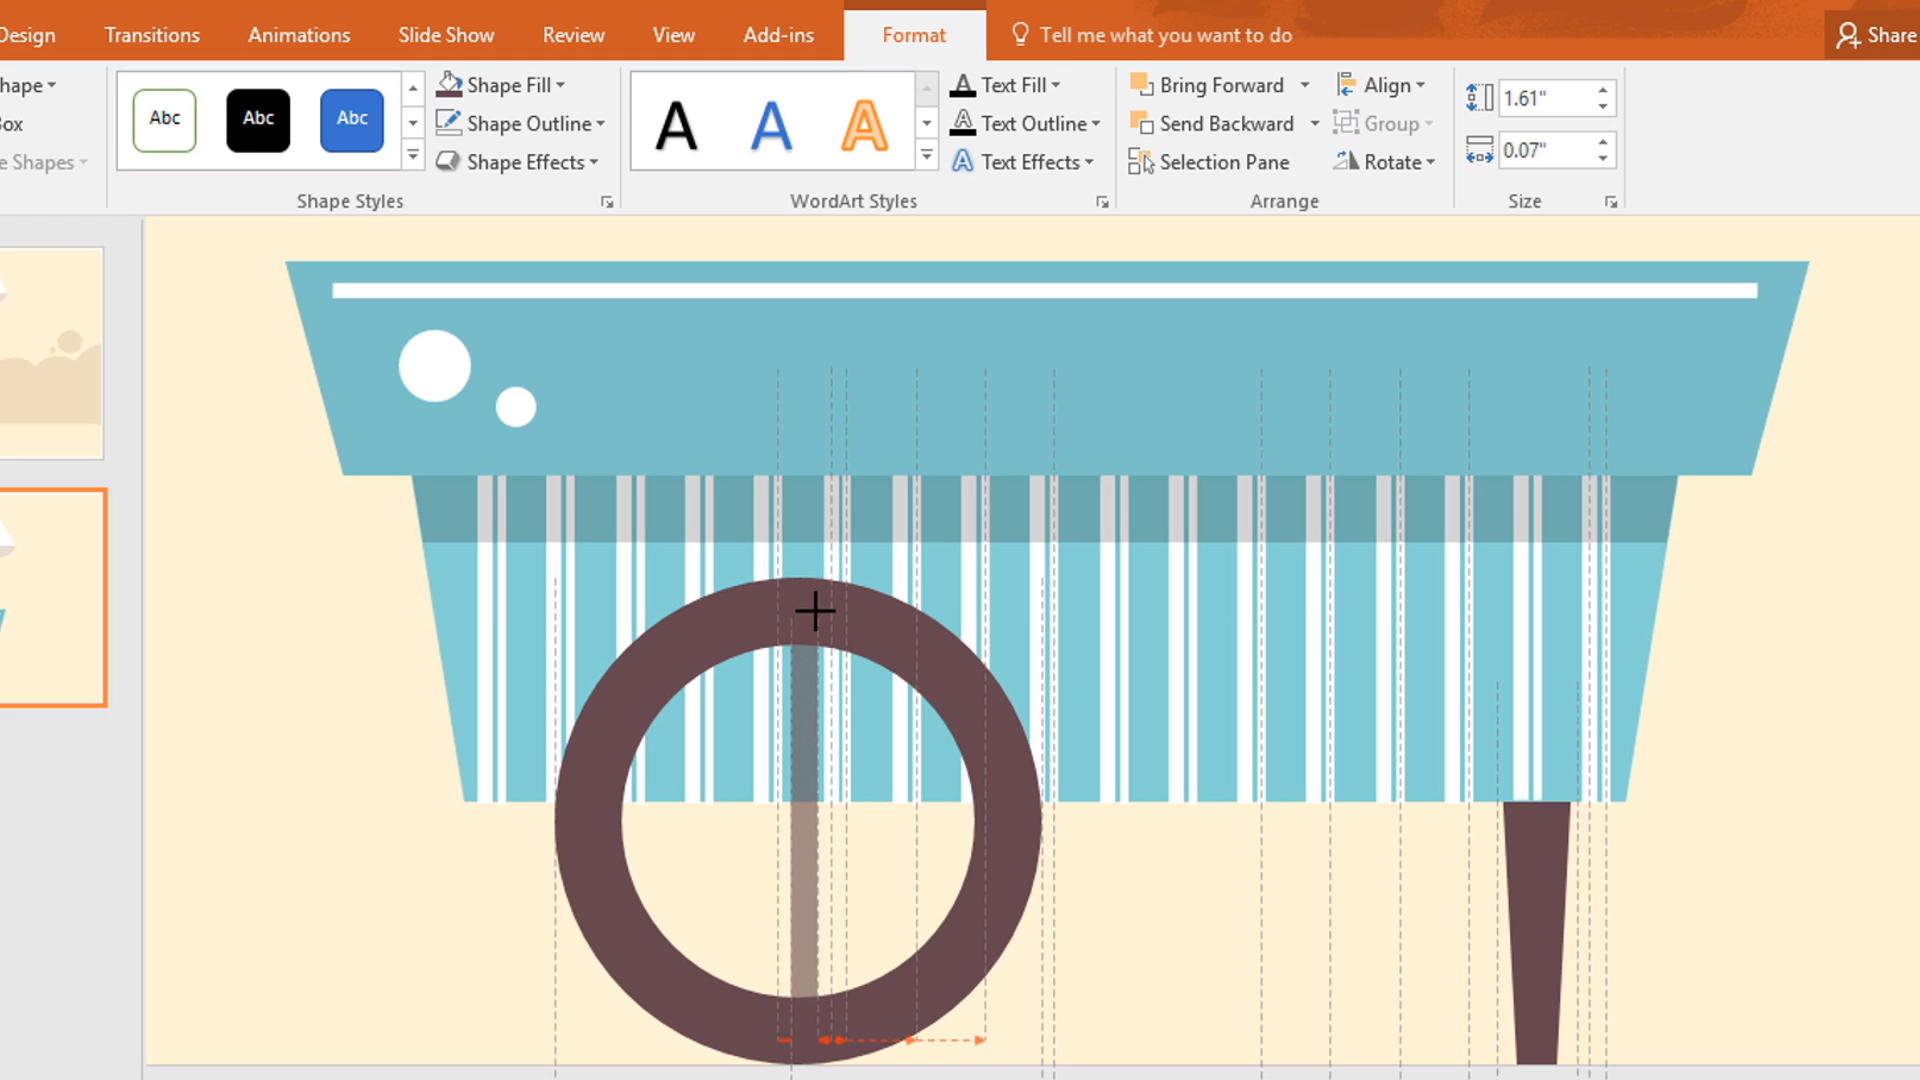 Design Transitions Animations Slide Show Review View Add-ins Format Tell me what you want to do Share
hape Abc Abc Abc Shape Fill A A A Text Fill Bring Forward Align 1.61"
Box Shape Outline Text Outline Send Backward Group 0.07"
e Shapes Shape Effects Text Effects Selection Pane Rotate
Shape Styles WordArt Styles Arrange Size